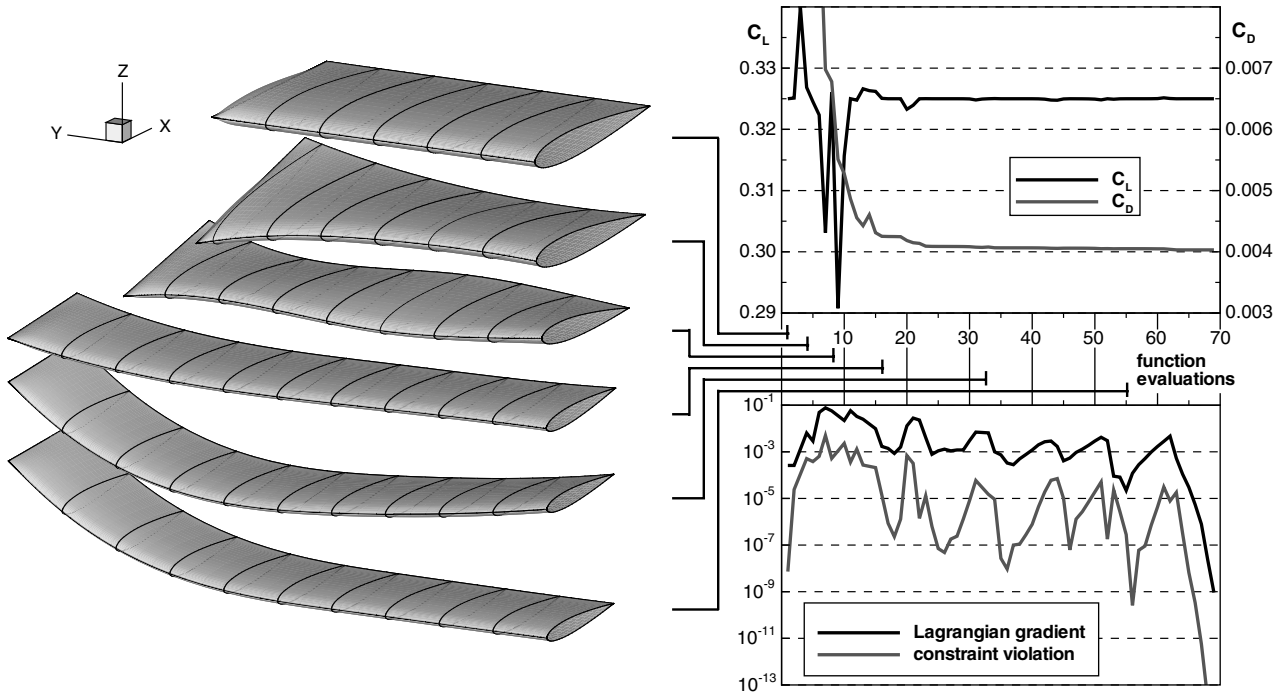 Z
Y
X
C_L
C_D
0.33
0.32
0.31
0.30
0.29
0.007
0.006
0.005
0.004
0.003
C_L
C_D
10
20
30
40
50
60
70
function
evaluations
10^-1
10^-3
10^-5
10^-7
10^-9
10^-11
10^-13
Lagrangian gradient
constraint violation